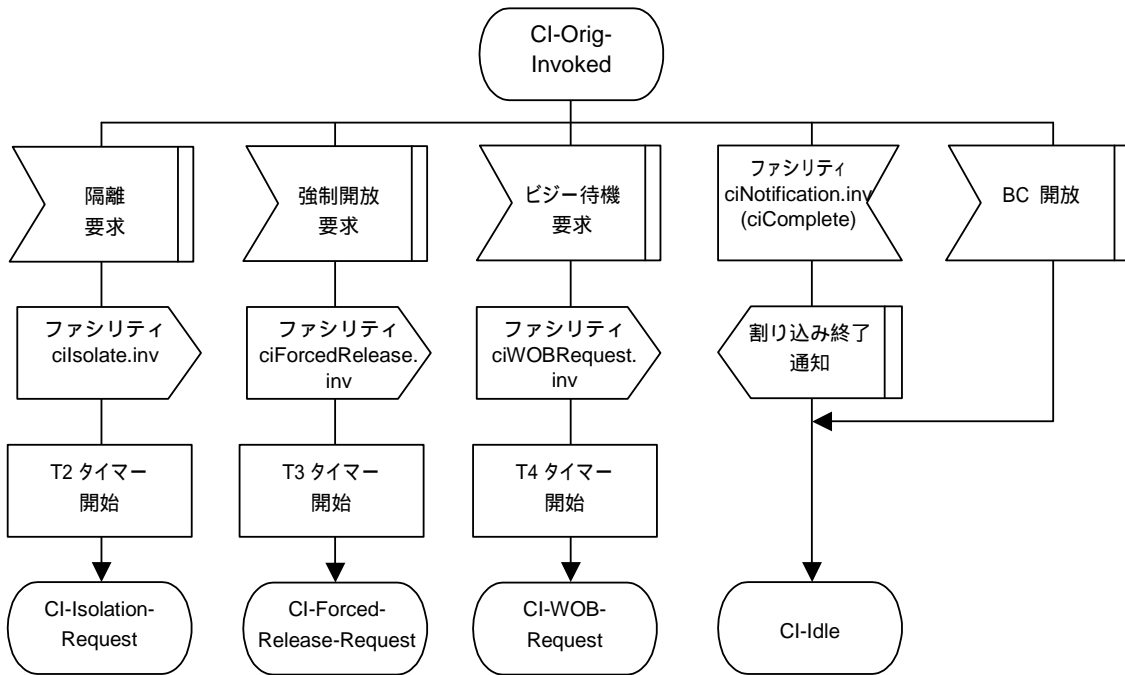 CI-Orig-
Invoked
隔離
要求
強制開放
要求
ビジー待機
要求
ファシリティ
ciNotification.inv
(ciComplete)
BC 開放
ファシリティ
ciIsolate.inv
ファシリティ
ciForcedRelease.
inv
ファシリティ
ciWOBRequest.
inv
割り込み終了
通知
T2 タイマー
開始
T3 タイマー
開始
T4 タイマー
開始
CI-Isolation-
Request
CI-Forced-
Release-Request
CI-WOB-
Request
CI-Idle